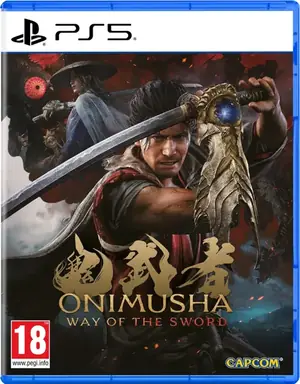 PS5
鬼武者
ONIMUSHA
WAY OF THE SWORD
18
www.pegi.info
CAPCOM